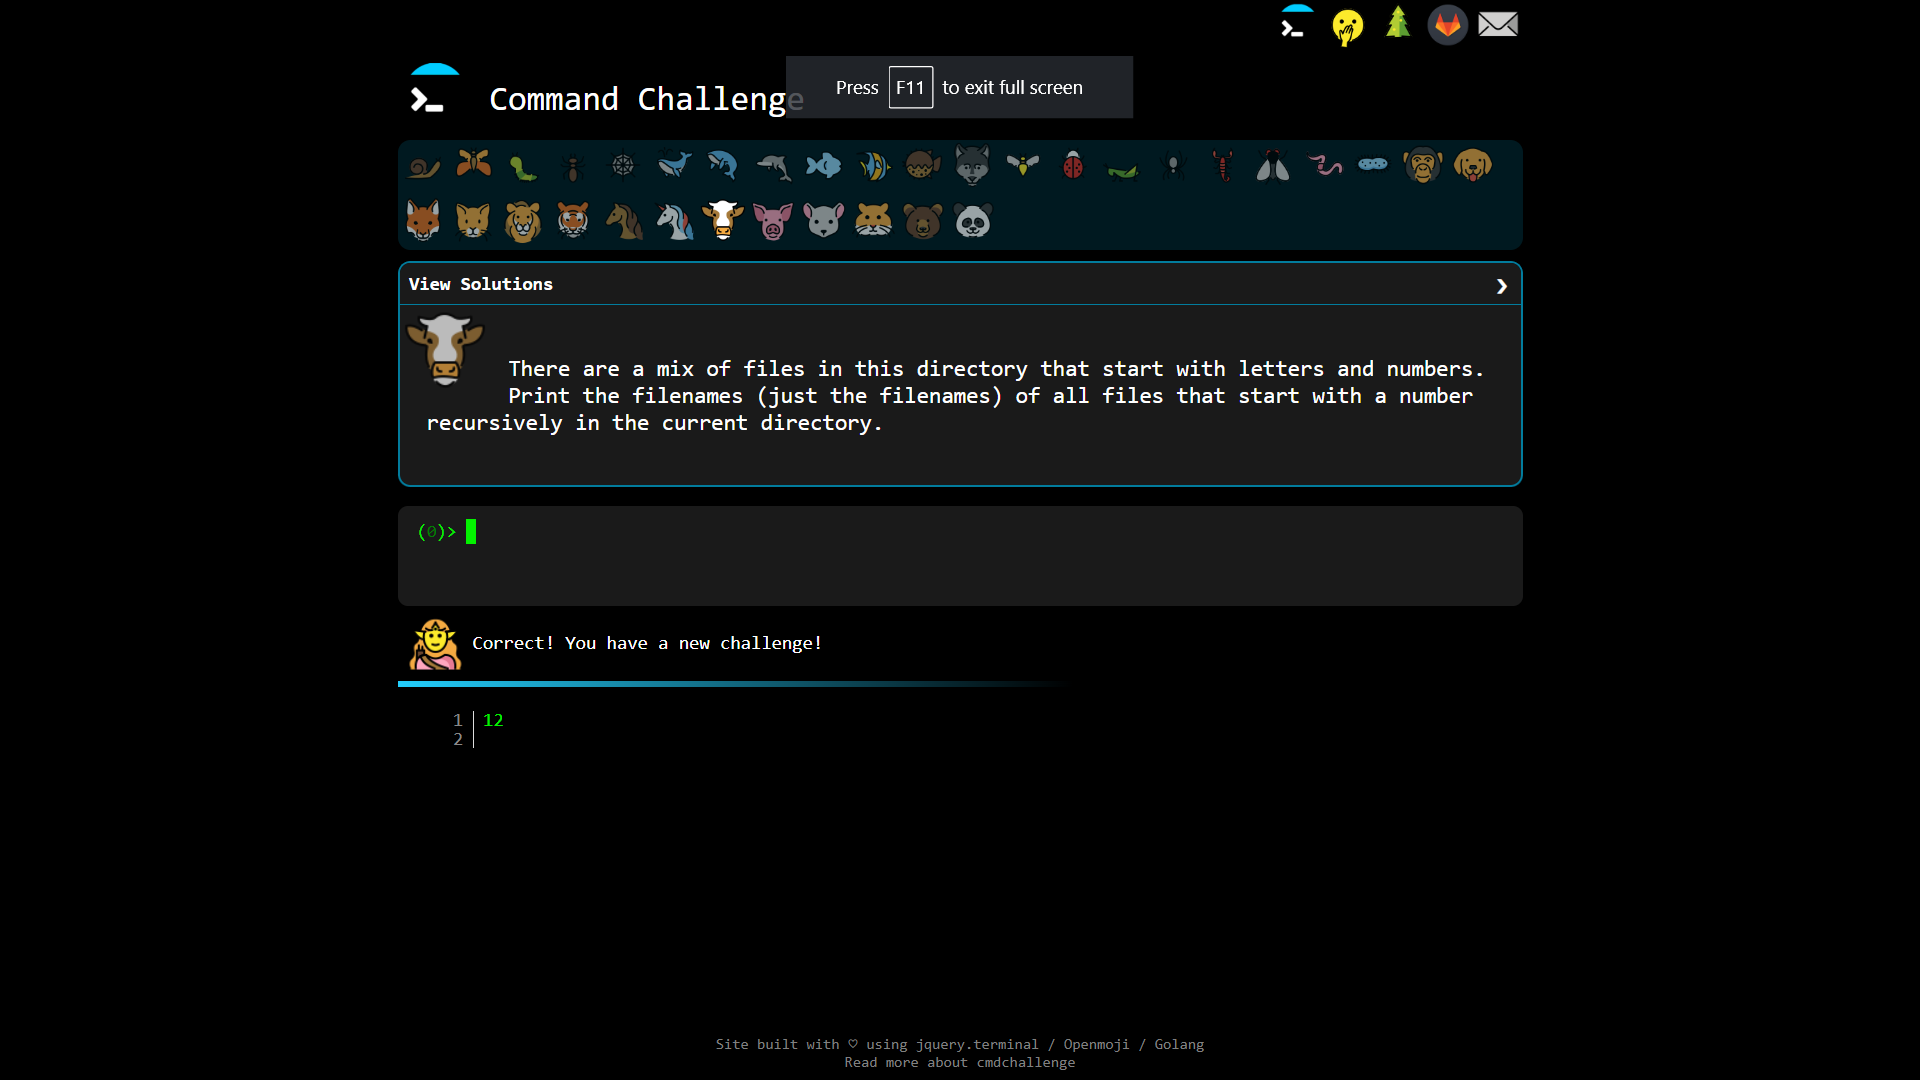 Command Challenge
Press F11 to exit full screen
View Solutions
There are a mix of files in this directory that start with letters and numbers.
Print the filenames (just the filenames) of all files that start with a number
recursively in the current directory.
(0)>
Correct! You have a new challenge!
1 12
2
Site built with ♡ using jquery.terminal / Openmoji / Golang
Read more about cmdchallenge